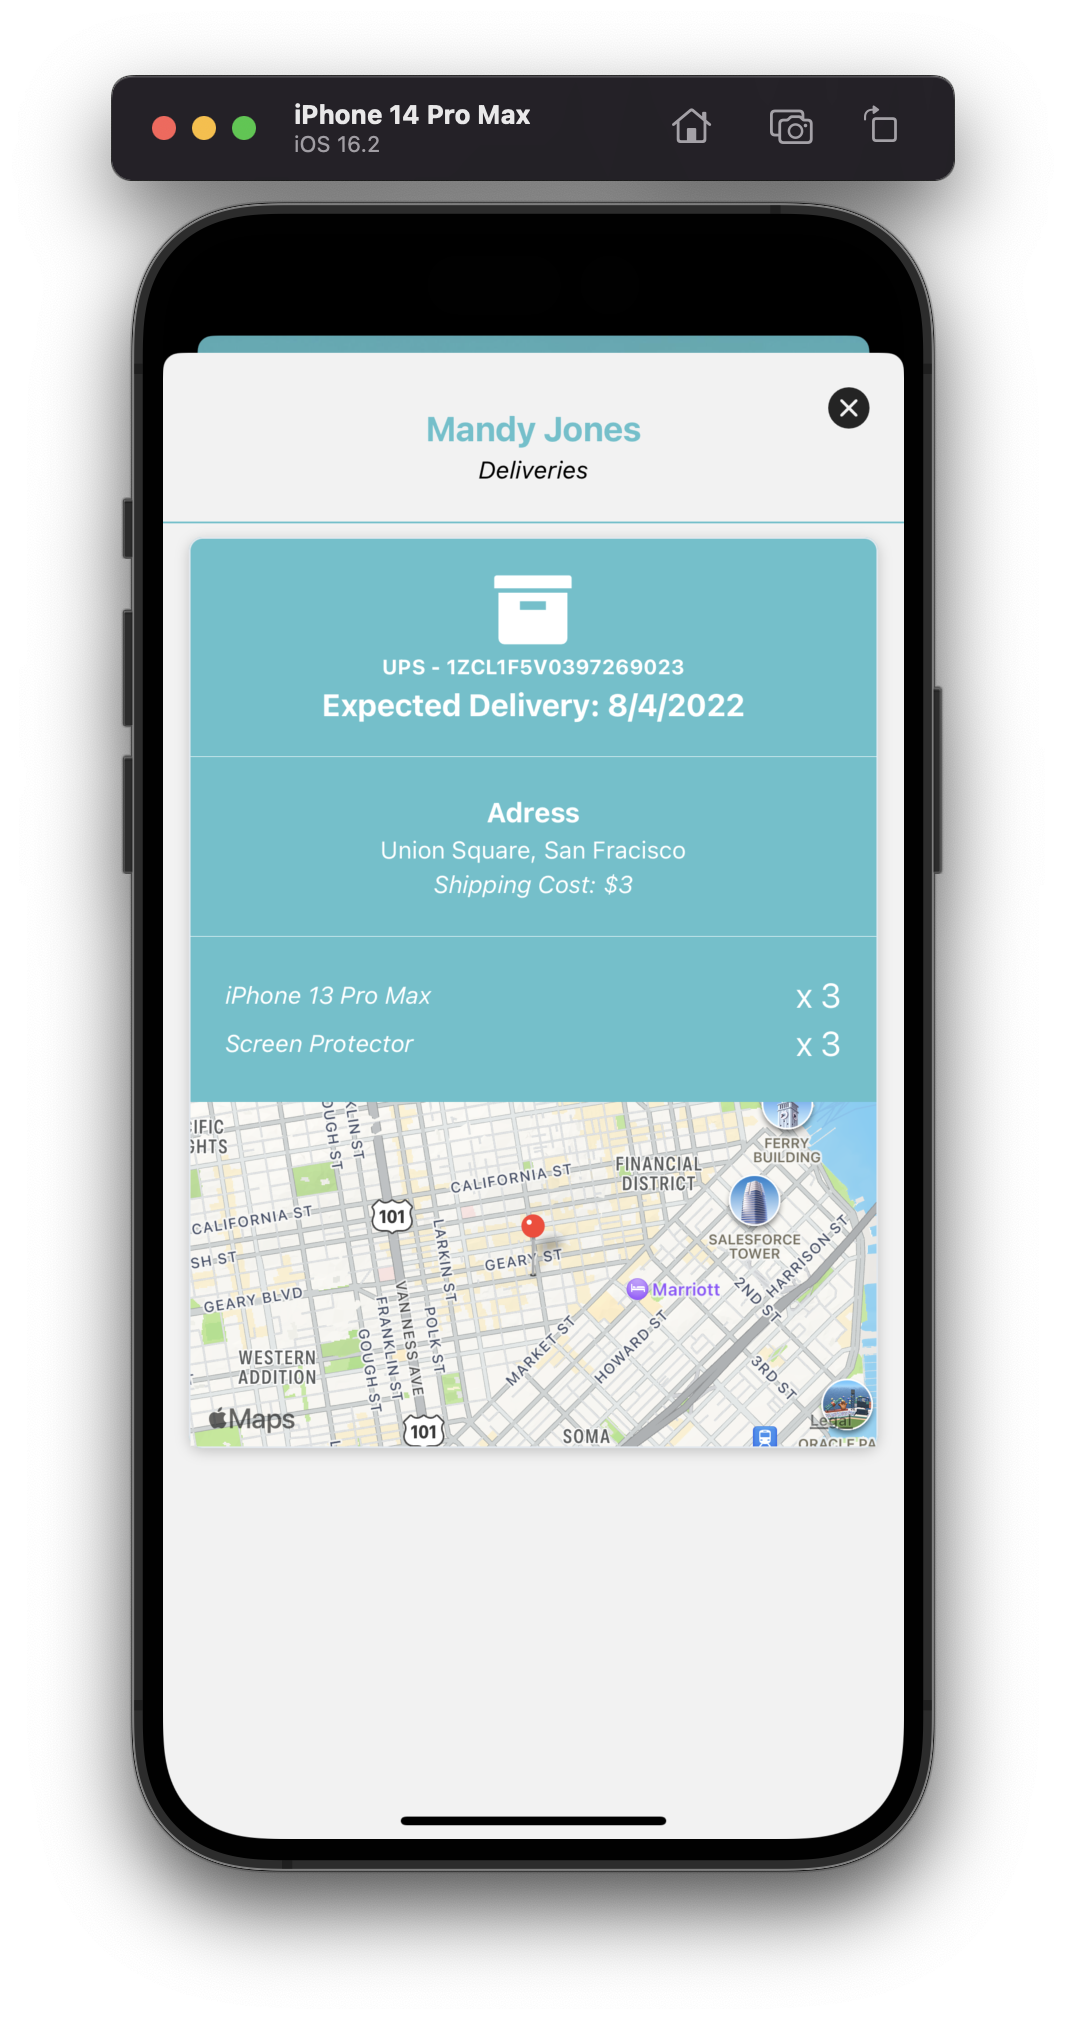 iPhone 14 Pro Max
iOS 16.2
Mandy Jones
Deliveries
UPS - 1ZCL1F5V0397269023
Expected Delivery: 8/4/2022
Adress
Union Square, San Fracisco
Shipping Cost: $3
iPhone 13 Pro Max
x 3
Screen Protector
x 3
IFIC
GHTS
OUGH ST
KLIN ST
FERRY
BUILDING
FINANCIAL
DISTRICT
CALIFORNIA ST
CALIFORNIA ST
101
SALESFORCE
TOWER
SH ST
GEARY ST
LARKIN ST
HARRISON ST
Marriott
2ND ST
GEARY BLVD
VAN NESS AVE
FRANKLIN ST
GOUGH ST
POLK ST
MARKET ST
HOWARD ST
3RD ST
WESTERN
ADDITION
Maps
101
SOMA
Legal
ORACLE PA